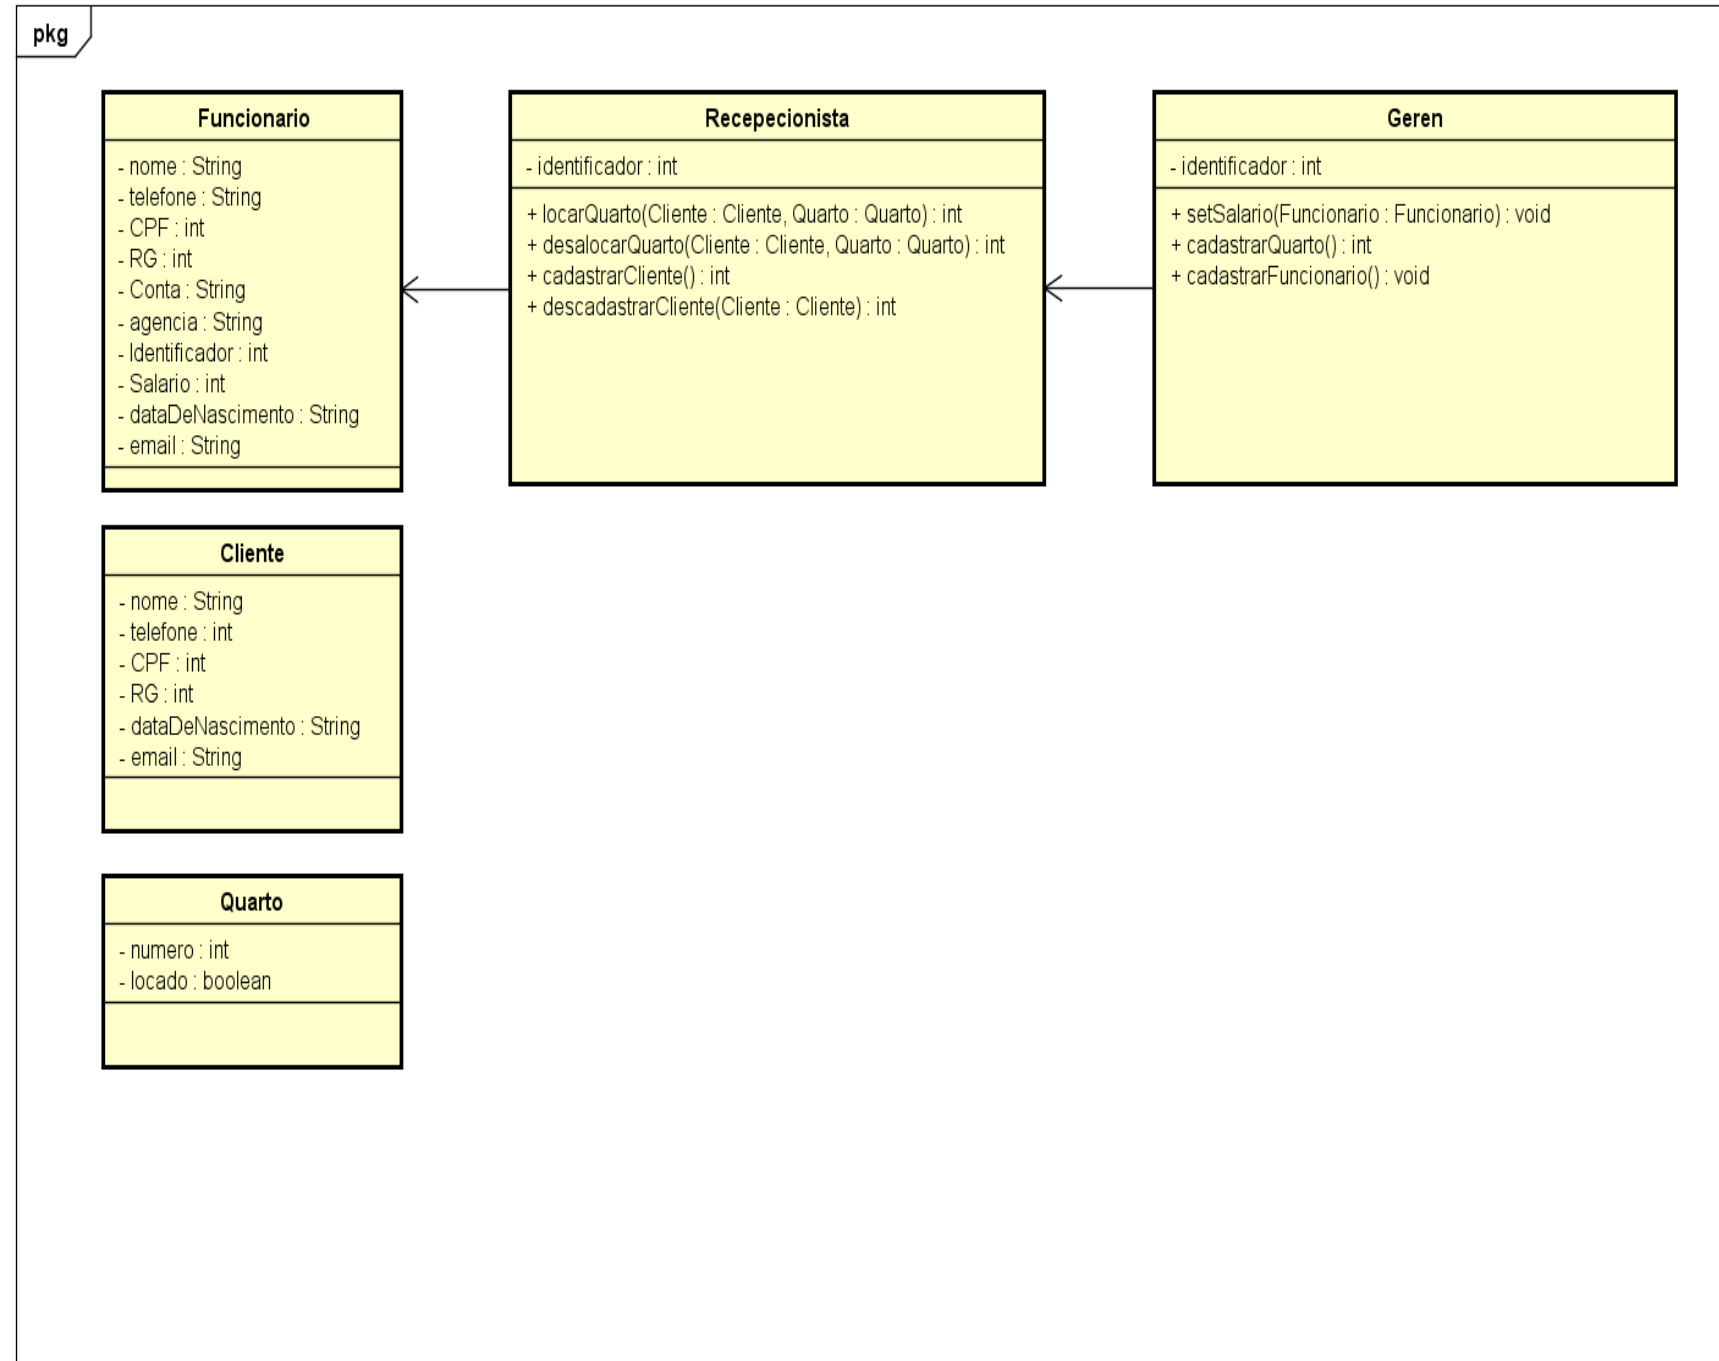 pkg
Funcionario
- nome : String
- telefone : String
- CPF : int
- RG : int
- Conta : String
- agencia : String
- Identificador : int
- Salario : int
- dataDeNascimento : String
- email : String
Recepecionista
- identificador : int
+ locarQuarto(Cliente : Cliente, Quarto : Quarto) : int
+ desalocarQuarto(Cliente : Cliente, Quarto : Quarto) : int
+ cadastrarCliente() : int
+ descadastrarCliente(Cliente : Cliente) : int
Geren
- identificador : int
+ setSalario(Funcionario : Funcionario) : void
+ cadastrarQuarto() : int
+ cadastrarFuncionario() : void
Cliente
- nome : String
- telefone : int
- CPF : int
- RG : int
- dataDeNascimento : String
- email : String
Quarto
- numero : int
- locado : boolean